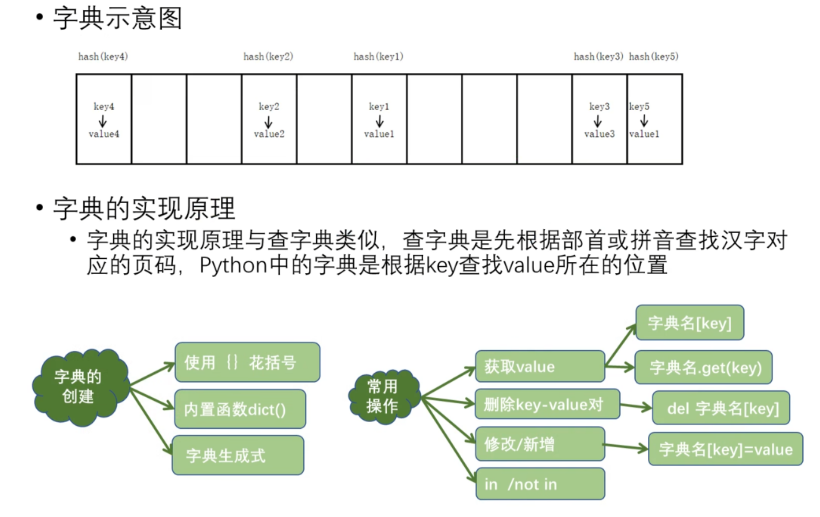 • 字典示意图
hash(key4) hash(key2) hash(key1) hash(key3) hash(key5)
key4 key2 key1 key3 key5
value4 value2 value1 value3 value1
• 字典的实现原理
• 字典的实现原理与查字典类似，查字典是先根据部首或拼音查找汉字对
应的页码，Python中的字典是根据key查找value所在的位置
字典的
创建
使用 {} 花括号
内置函数dict()
字典生成式
常用
操作
获取value
字典名[key]
字典名.get(key)
删除key-value对
del 字典名[key]
修改/新增
字典名[key]=value
in /not in